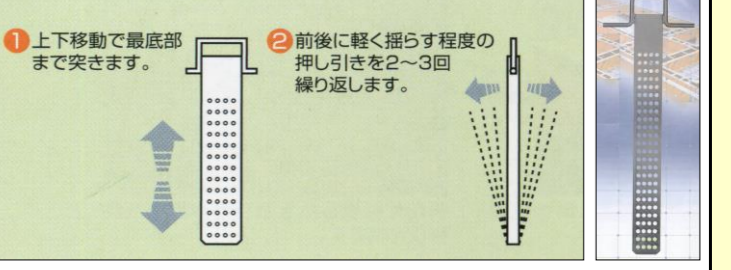 1 上下移動で最底部
まで突きます。
2 前後に軽く揺らす程度の
押し引きを2〜3回
繰り返します。